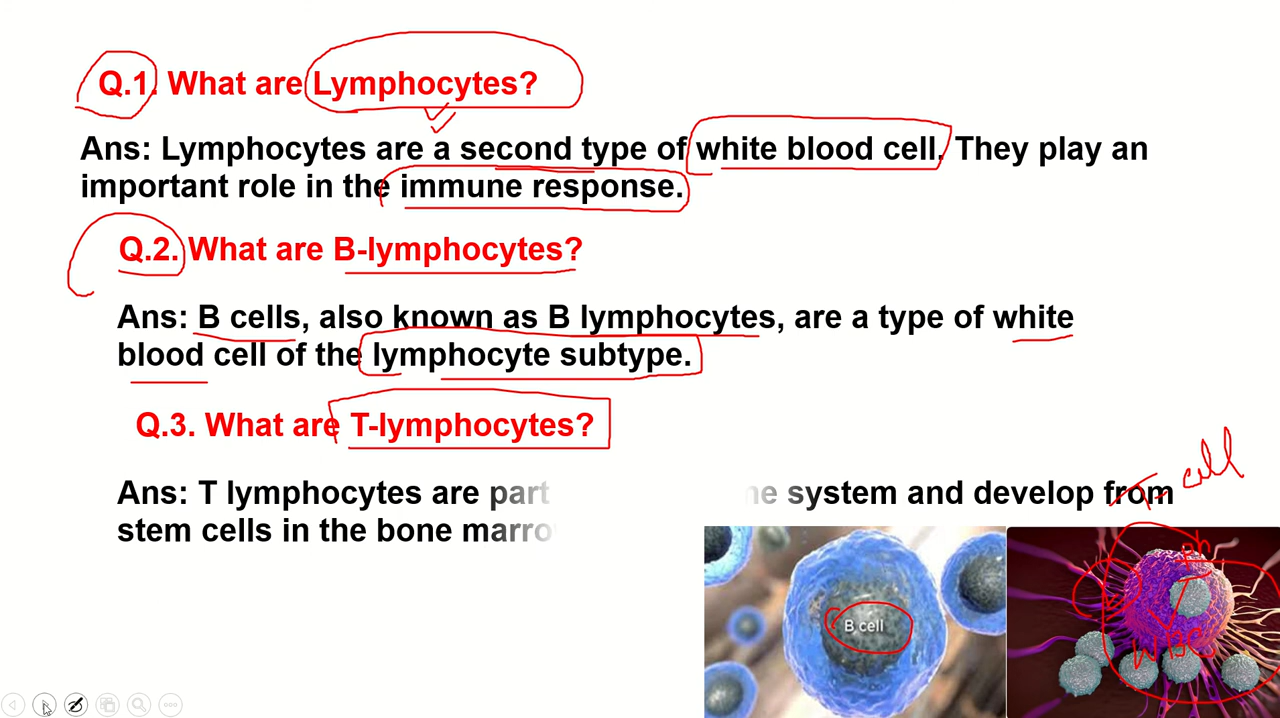 Q.1. What are Lymphocytes?
Ans: Lymphocytes are a second type of white blood cell. They play an
important role in the immune response.
Q.2. What are B-lymphocytes?
Ans: B cells, also known as B lymphocytes, are a type of white
blood cell of the lymphocyte subtype.
Q.3. What are T-lymphocytes?
Ans: T lymphocytes are part system and develop from
stem cells in the bone
T-cell
B cell
WBCs